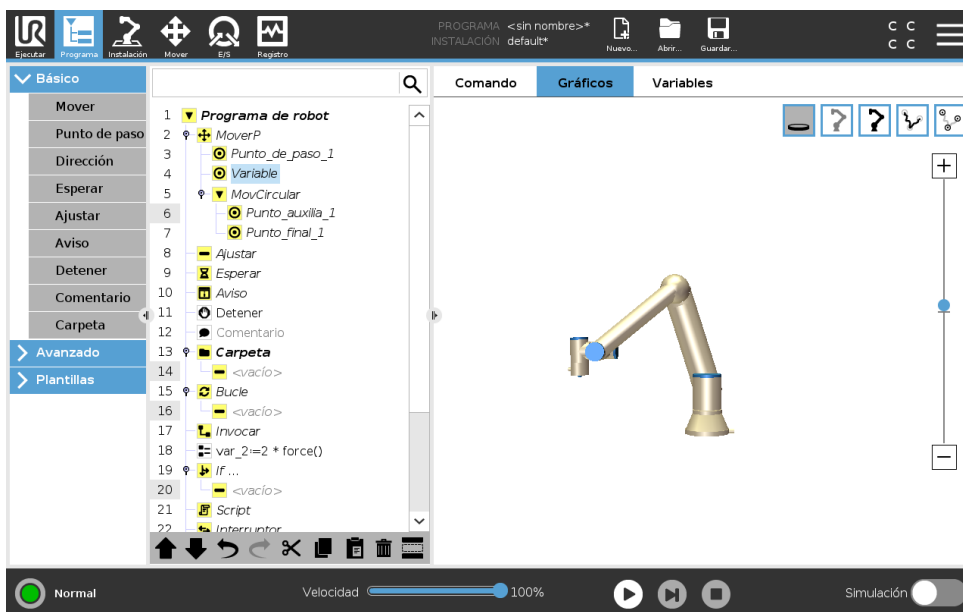 UR
PROGRAMA <sin nombre>*
INSTALACIÓN default*
Ejecutar Programa Instalación Mover E/S Registro Nuevo... Abrir... Guardar...
C C
C C
Básico
Mover
Punto de paso
Dirección
Esperar
Ajustar
Aviso
Detener
Comentario
Carpeta
Avanzado
Plantillas
1 Programa de robot
2 MoverP
3 Punto_de_paso_1
4 Variable
5 MovCircular
6 Punto_auxilia_1
7 Punto_final_1
8 Ajustar
9 Esperar
10 Aviso
11 Detener
12 Comentario
13 Carpeta
14 <vacío>
15 Bucle
16 <vacío>
17 Invocar
18 var_2:=2 * force()
19 If ...
20 <vacío>
21 Script
22 Interruptor
Comando Gráficos Variables
Normal
Velocidad 100%
Simulación